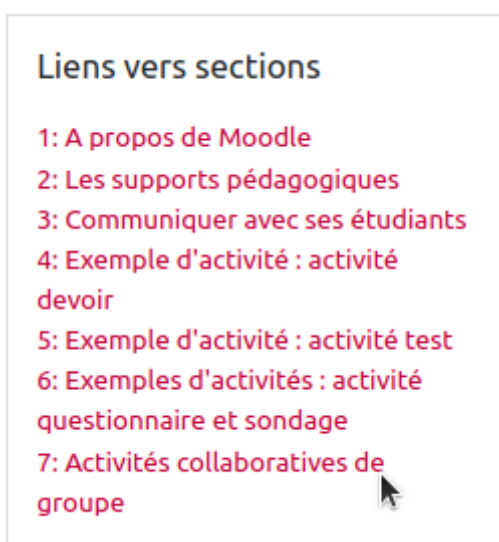 Liens vers sections
1: A propos de Moodle
2: Les supports pédagogiques
3: Communiquer avec ses étudiants
4: Exemple d'activité : activité
devoir
5: Exemple d'activité : activité test
6: Exemples d'activités : activité
questionnaire et sondage
7: Activités collaboratives de
groupe